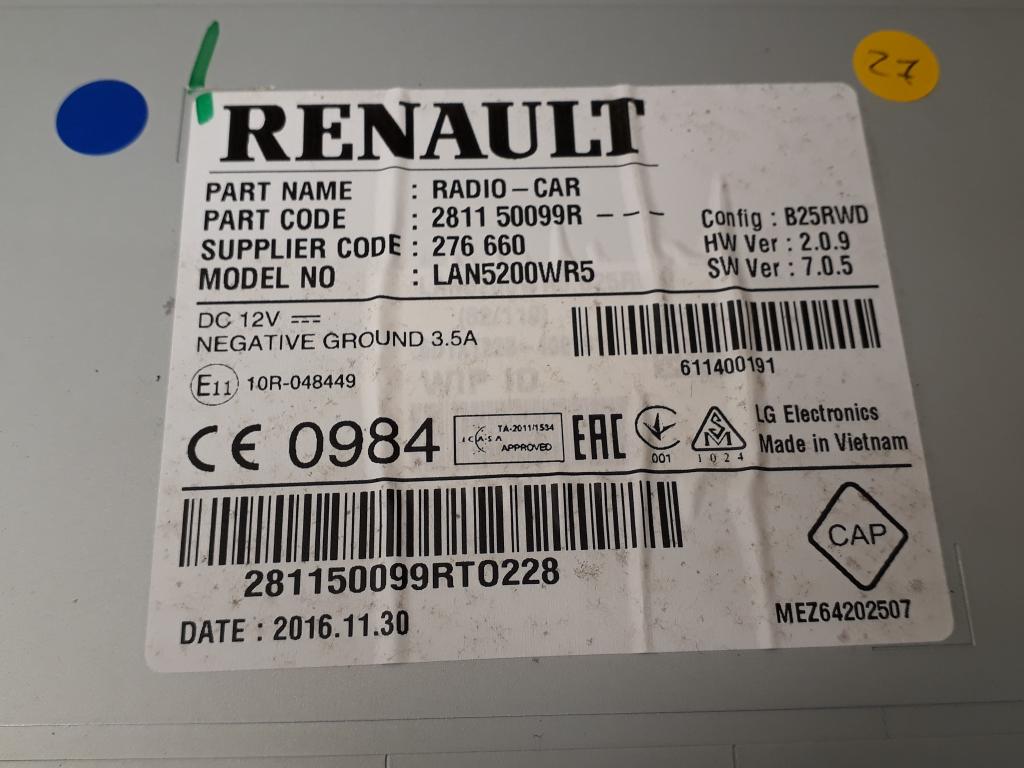 27
RENAULT
PART NAME : RADIO-CAR
PART CODE : 2811 50099R ---
SUPPLIER CODE : 276 660
MODEL NO : LAN5200WR5
Config : B25RWD
HW Ver : 2.0.9
SW Ver : 7.0.5
DC 12V
NEGATIVE GROUND 3.5A
611400191
E11 10R-048449
CE 0984
TA-2011/1534
ICASA
APPROVED
EAC
001
SM
1024
LG Electronics
Made in Vietnam
281150099RT0228
DATE : 2016.11.30
CAP
MEZ64202507